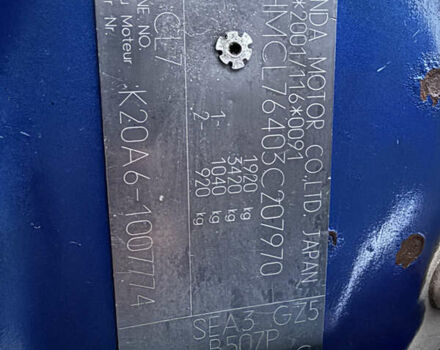 NDA MOTOR CO.,LTD. JAPAN
*2001/116*0091
HMCL76403C207970
1920 kg
3420 kg
1- 1040 kg
2- 920 kg
CL7
NE NO.
Moteur K20A6-1007774
r Nr.
SEA3 GZ5
B507P